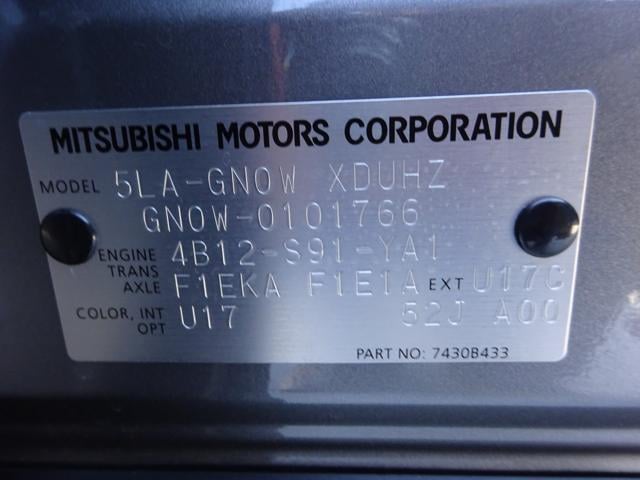 MITSUBISHI MOTORS CORPORATION
MODEL 5LA-GN0W XDUHZ
GN0W-0101766
ENGINE 4B12-S91-YA1
TRANS AXLE F1EKA F1E1A EXT U17C
COLOR, INT OPT U17 52J A00
PART NO: 7430B433